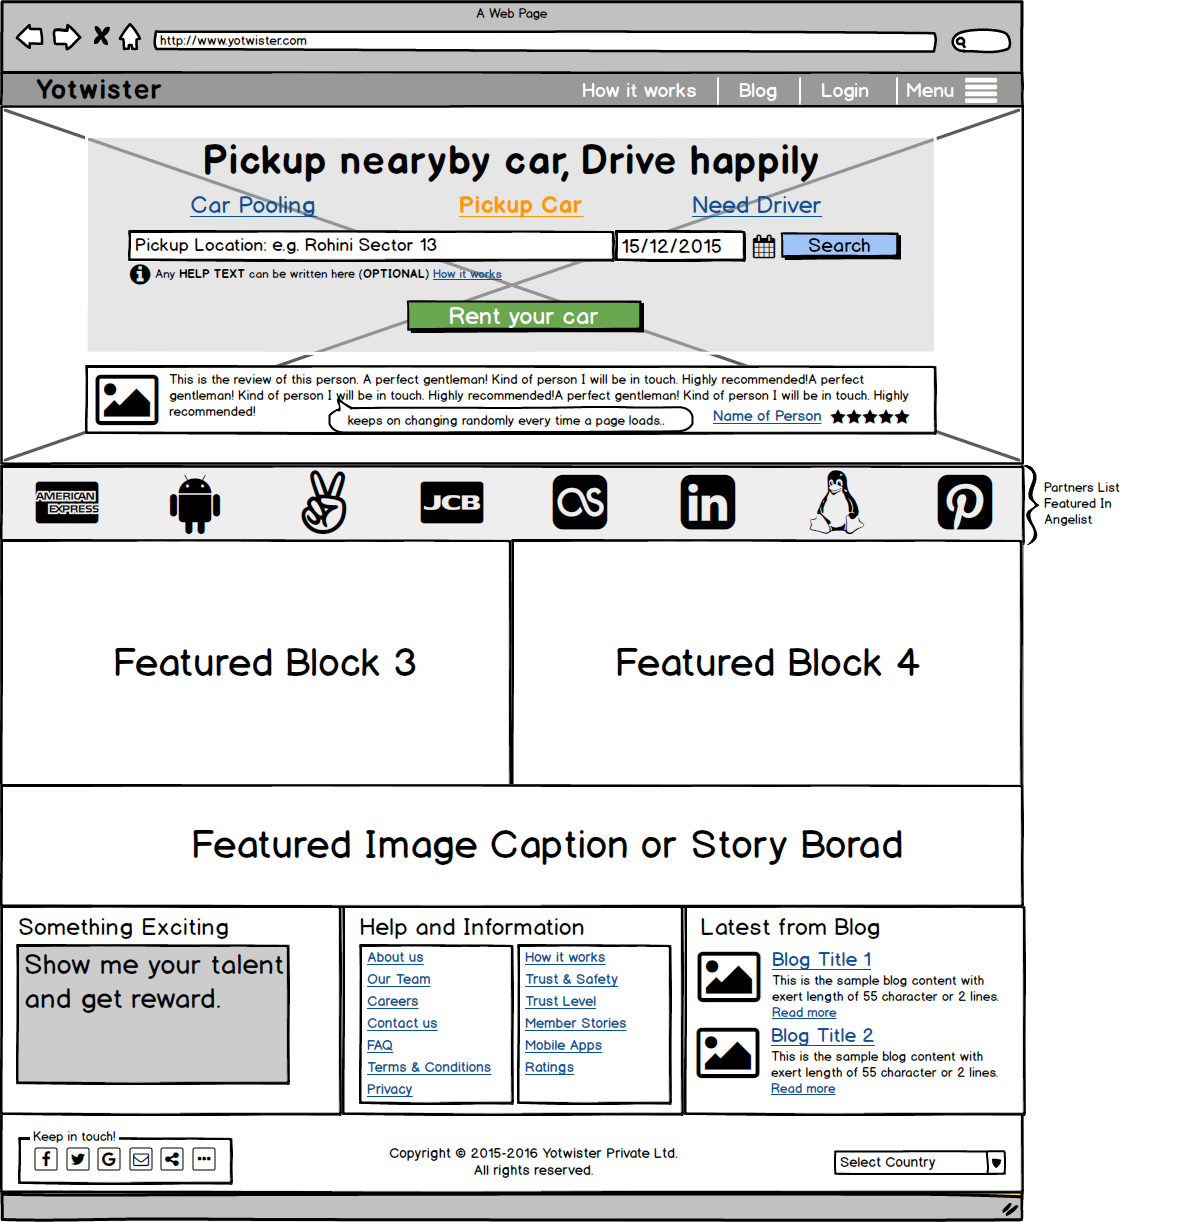 A Web Page
http://www.yotwister.com
Yotwister
How it works
Blog
Login
Menu
Pickup nearyby car, Drive happily
Car Pooling
Pickup Car
Need Driver
Pickup Location: e.g. Rohini Sector 13
15/12/2015
Search
Any HELP TEXT can be written here (OPTIONAL) How it works
Rent your car
This is the review of this person. A perfect gentleman! Kind of person I will be in touch. Highly recommended!A perfect
gentleman! Kind of person I will be in touch. Highly recommended!A perfect gentleman! Kind of person I will be in touch. Highly
recommended!
keeps on changing randomly every time a page loads..
Name of Person
AMERICAN
EXPRESS
JCB
in
Partners List
Featured In
Angelist
Featured Block 3
Featured Block 4
Featured Image Caption or Story Borad
Something Exciting
Show me your talent
and get reward.
Help and Information
About us
Our Team
Careers
Contact us
FAQ
Terms & Conditions
Privacy
How it works
Trust & Safety
Trust Level
Member Stories
Mobile Apps
Ratings
Latest from Blog
Blog Title 1
This is the sample blog content with
exert length of 55 character or 2 lines.
Read more
Blog Title 2
This is the sample blog content with
exert length of 55 character or 2 lines.
Read more
Keep in touch!
Copyright © 2015-2016 Yotwister Private Ltd.
All rights reserved.
Select Country